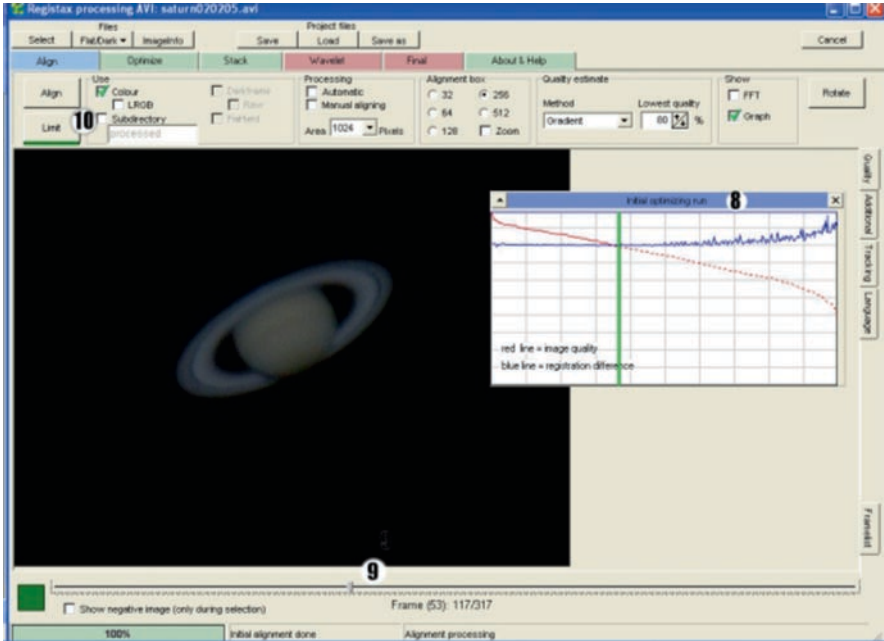 Registax processing AVI: saturn020205.avi
Files
Project files
Select Flat/Dark ImageInfo Save Load Save as Cancel
Align Optimize Stack Wavelet Final About & Help
Use Processing Alignment box Quality estimate Show
Align Colour Darkframe Automatic 32 256 FFT Rotate
LRGB Raw Manual aligning 64 512 Method Lowest quality Graph
Limit 10 Subdirectory Flatfield Area 1024 Pixels 128 Zoom Gradient 80 %
processed
Quality
Additional
Tracking
Language
Initial optimizing run 8
red line = image quality
blue line = registration difference
Framelist
9
Show negative image (only during selection) Frame (53): 117/317
100% Initial alignment done Alignment processing